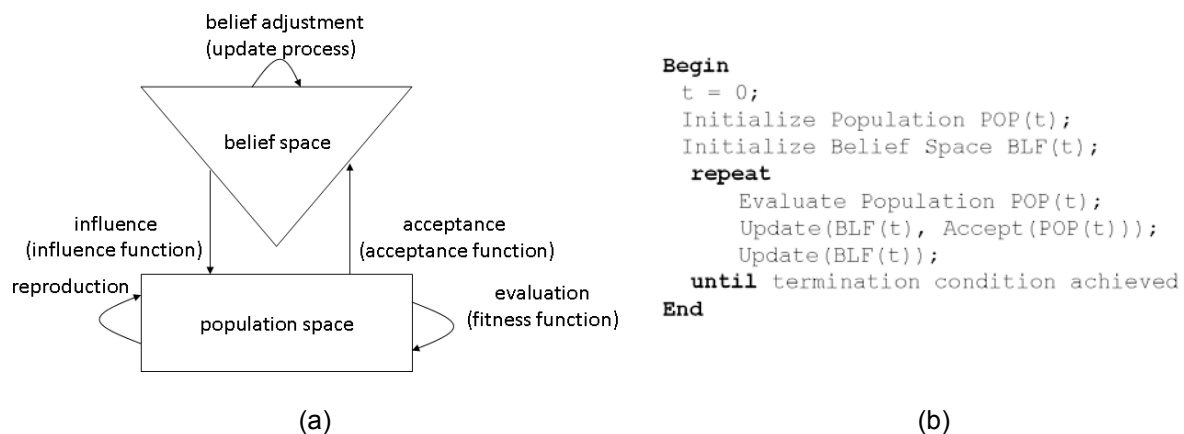 belief adjustment
(update process)
belief space
influence
(influence function)
acceptance
(acceptance function)
reproduction
population space
evaluation
(fitness function)
(a)
Begin
t = 0;
Initialize Population POP(t);
Initialize Belief Space BLF(t);
repeat
Evaluate Population POP(t);
Update(BLF(t), Accept(POP(t)));
Update(BLF(t));
until termination condition achieved
End
(b)